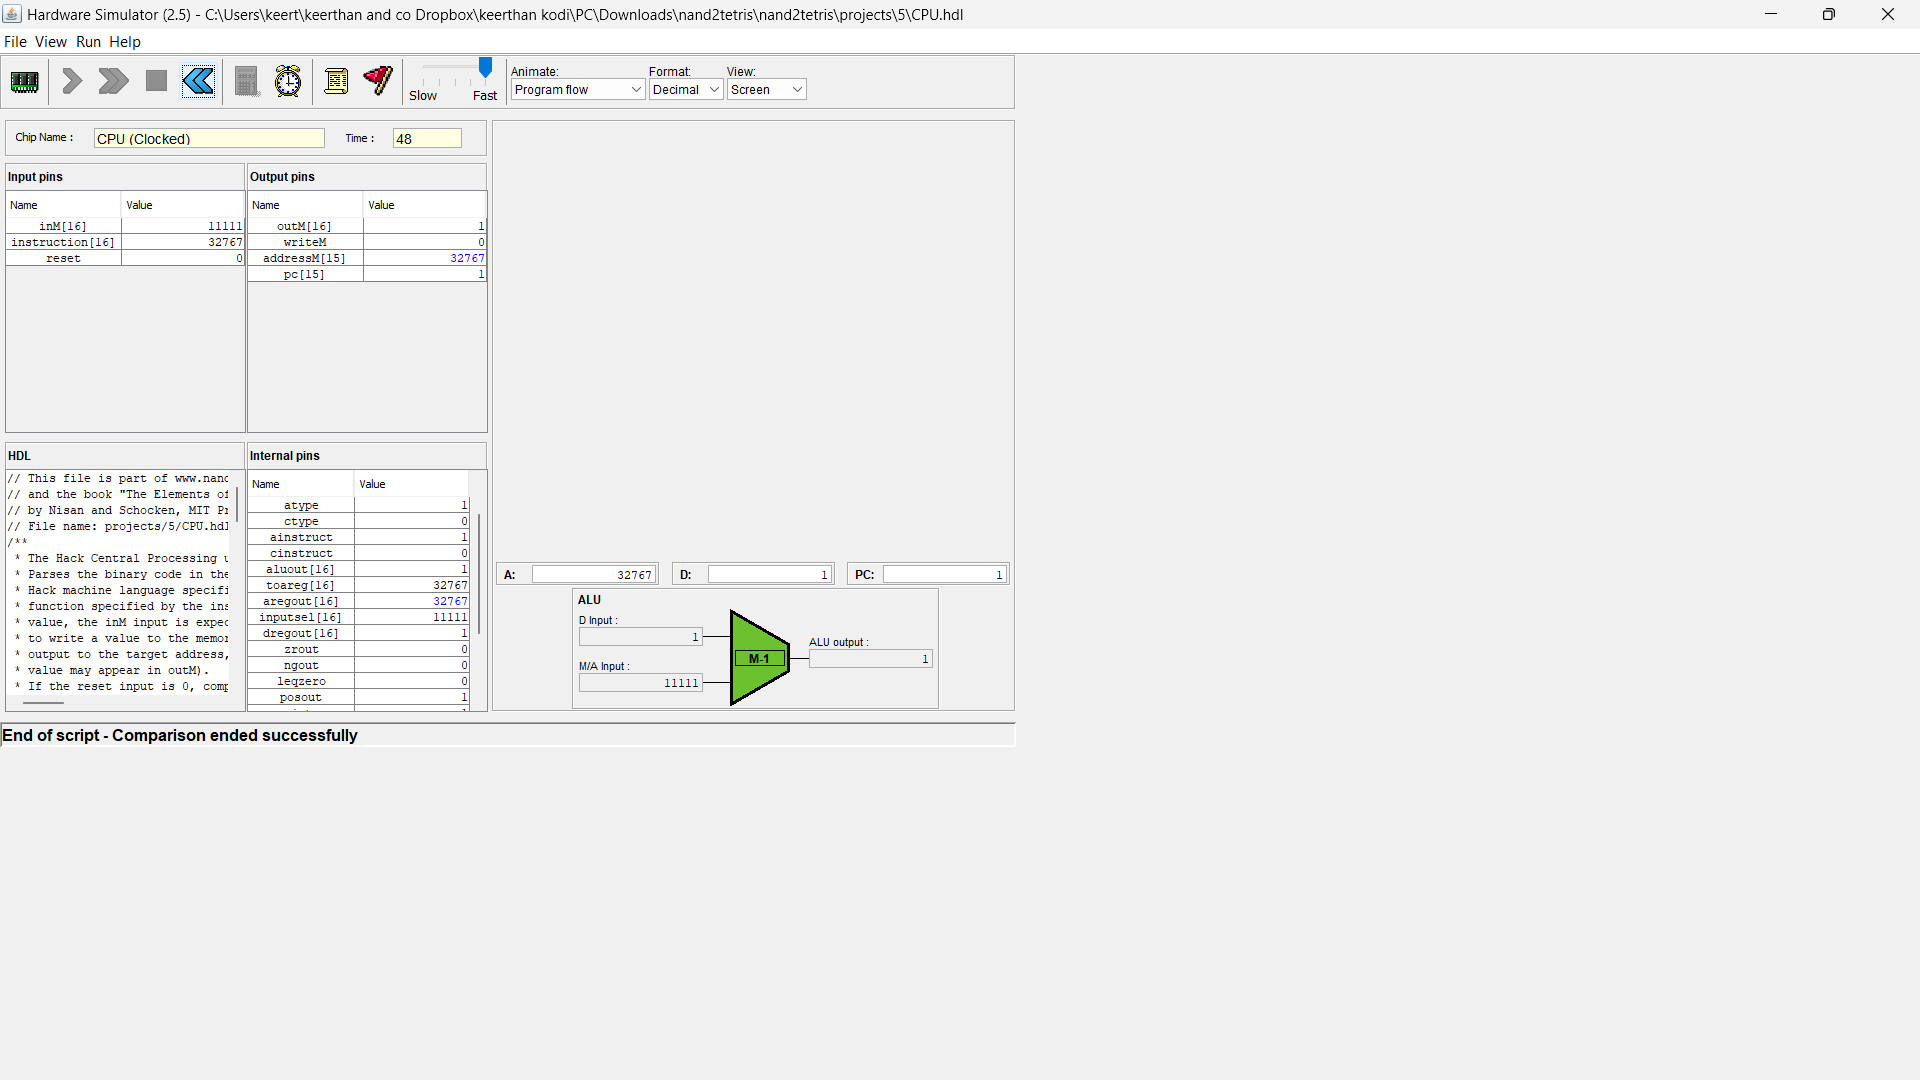 Hardware Simulator (2.5) - C:\Users\keert\keerthan and co Dropbox\keerthan kodi\PC\Downloads\nand2tetris\nand2tetris\projects\5\CPU.hdl
File View Run Help
Slow Fast
Animate: Format: View:
Program flow Decimal Screen
Chip Name : CPU (Clocked) Time : 48
Input pins
Name Value
inM[16] 11111
instruction[16] 32767
reset 0
Output pins
Name Value
outM[16] 1
writeM 0
addressM[15] 32767
pc[15] 1
HDL
// This file is part of www.nand
// and the book "The Elements of
// by Nisan and Schocken, MIT Pr
// File name: projects/5/CPU.hdl
/**
* The Hack Central Processing u
* Parses the binary code in the
* Hack machine language specifi
* function specified by the ins
* value, the inM input is expec
* to write a value to the memor
* output to the target address,
* value may appear in outM).
* If the reset input is 0, comp
Internal pins
Name Value
atype 1
ctype 0
ainstruct 1
cinstruct 0
aluout[16] 1
toareg[16] 32767
aregout[16] 32767
inputsel[16] 11111
dregout[16] 1
zrout 0
ngout 0
leqzero 0
posout 1
A: 32767 D: 1 PC: 1
ALU
D Input :
1
M/A Input :
11111
M-1
ALU output :
1
End of script - Comparison ended successfully